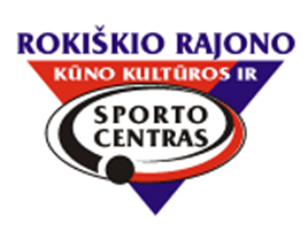 ROKIŠKIO RAJONO
KŪNO KULTŪROS IR
SPORTO
CENTRAS